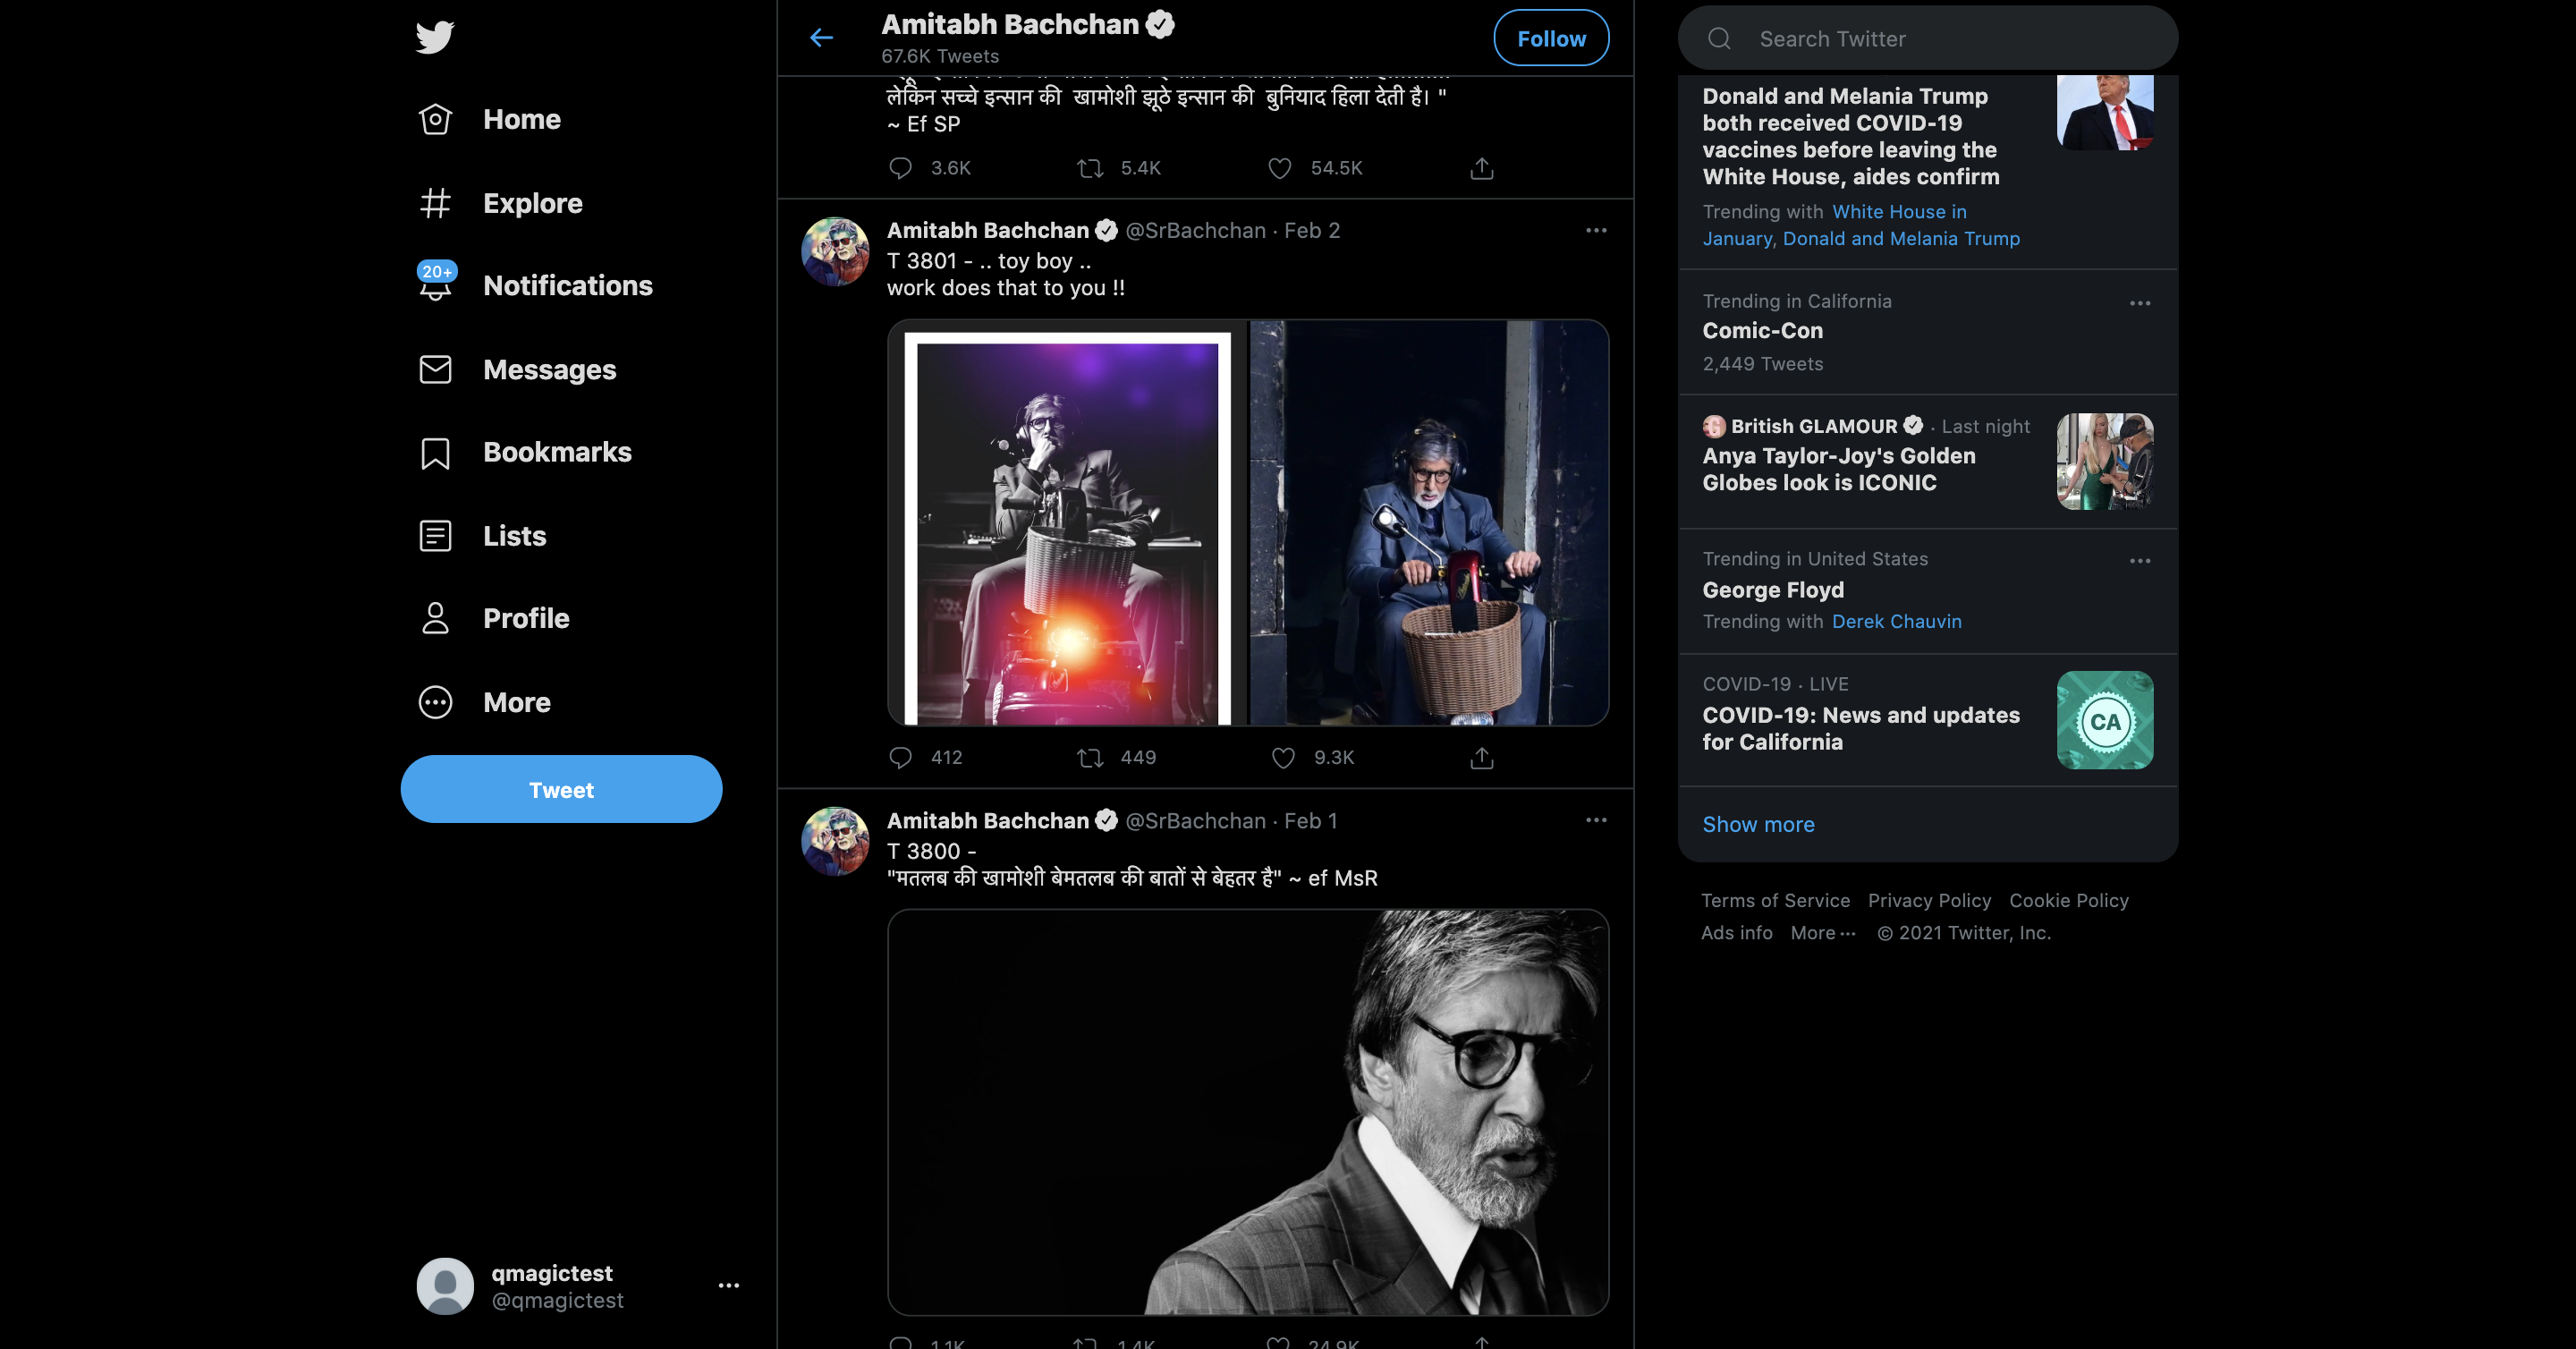 Home
Explore
20+
Notifications
Messages
Bookmarks
Lists
Profile
More
Tweet
qmagictest
@qmagictest
Amitabh Bachchan
67.6K Tweets
Follow
लेकिन सच्चे इन्सान की खामोशी झूठे इन्सान की बुनियाद हिला देती है। "
~ Ef SP
3.6K 5.4K 54.5K
Amitabh Bachchan @SrBachchan · Feb 2
T 3801 - .. toy boy ..
work does that to you !!
412 449 9.3K
Amitabh Bachchan @SrBachchan · Feb 1
T 3800 -
"मतलब की खामोशी बेमतलब की बातों से बेहतर है" ~ ef MsR
1.1K 1.4K 24.9K
Search Twitter
Donald and Melania Trump
both received COVID-19
vaccines before leaving the
White House, aides confirm
Trending with White House in
January, Donald and Melania Trump
Trending in California
Comic-Con
2,449 Tweets
British GLAMOUR · Last night
Anya Taylor-Joy's Golden
Globes look is ICONIC
Trending in United States
George Floyd
Trending with Derek Chauvin
COVID-19 · LIVE
COVID-19: News and updates
for California
CA
Show more
Terms of Service Privacy Policy Cookie Policy
Ads info More ··· © 2021 Twitter, Inc.